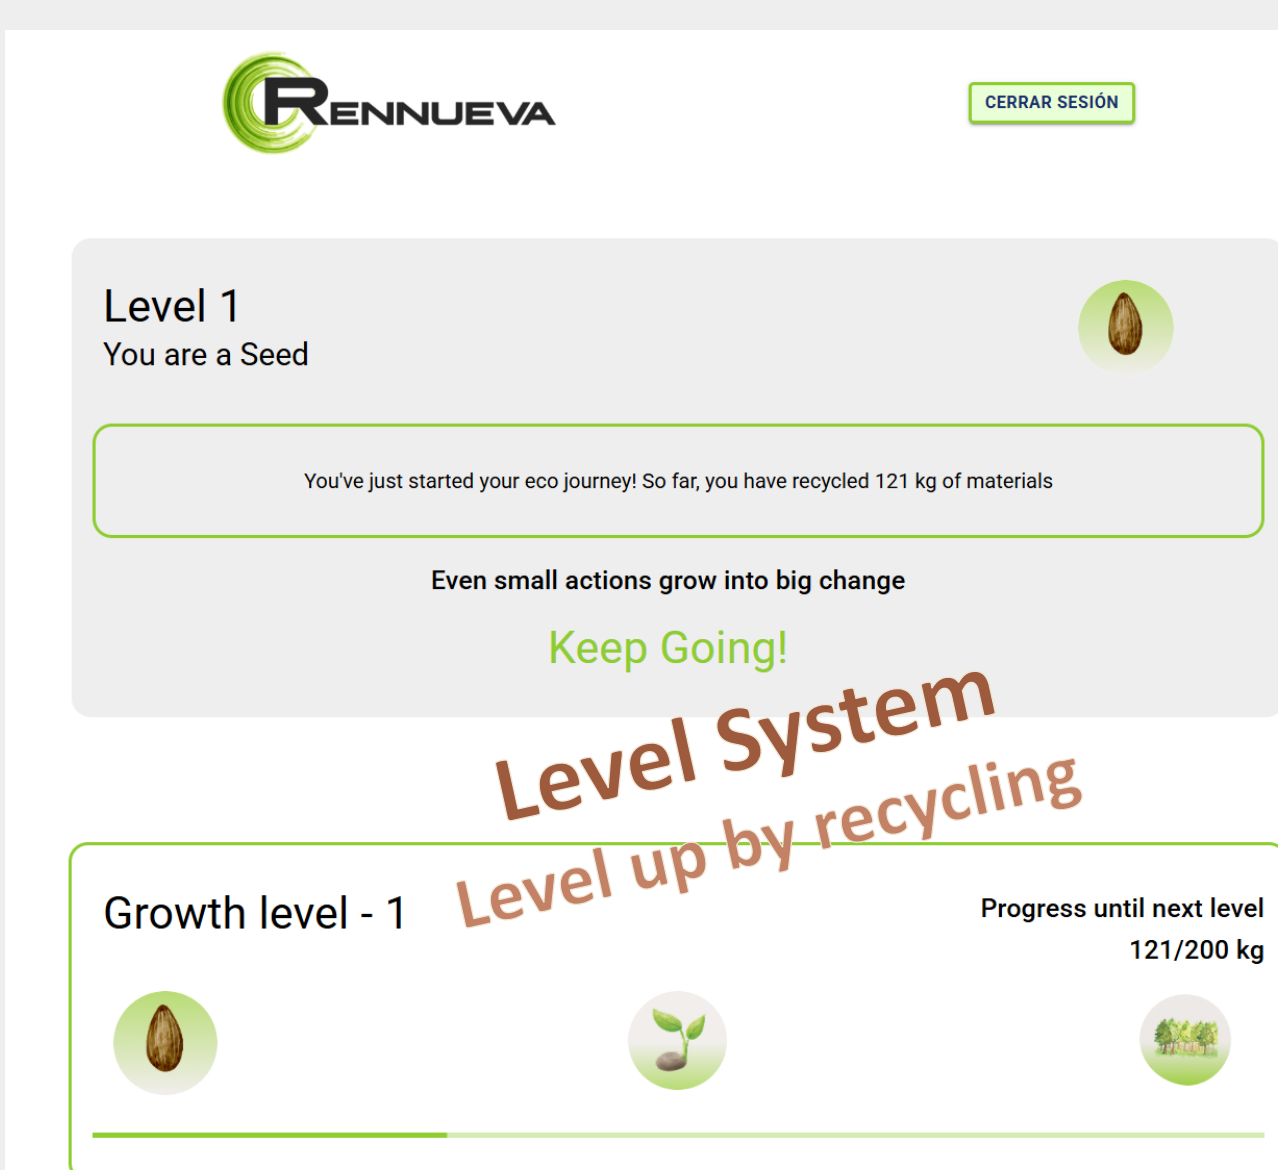 RENNUEVA
CERRAR SESIÓN
Level 1
You are a Seed
You've just started your eco journey! So far, you have recycled 121 kg of materials
Even small actions grow into big change
Keep Going!
Level System
Level up by recycling
Growth level - 1
Progress until next level
121/200 kg